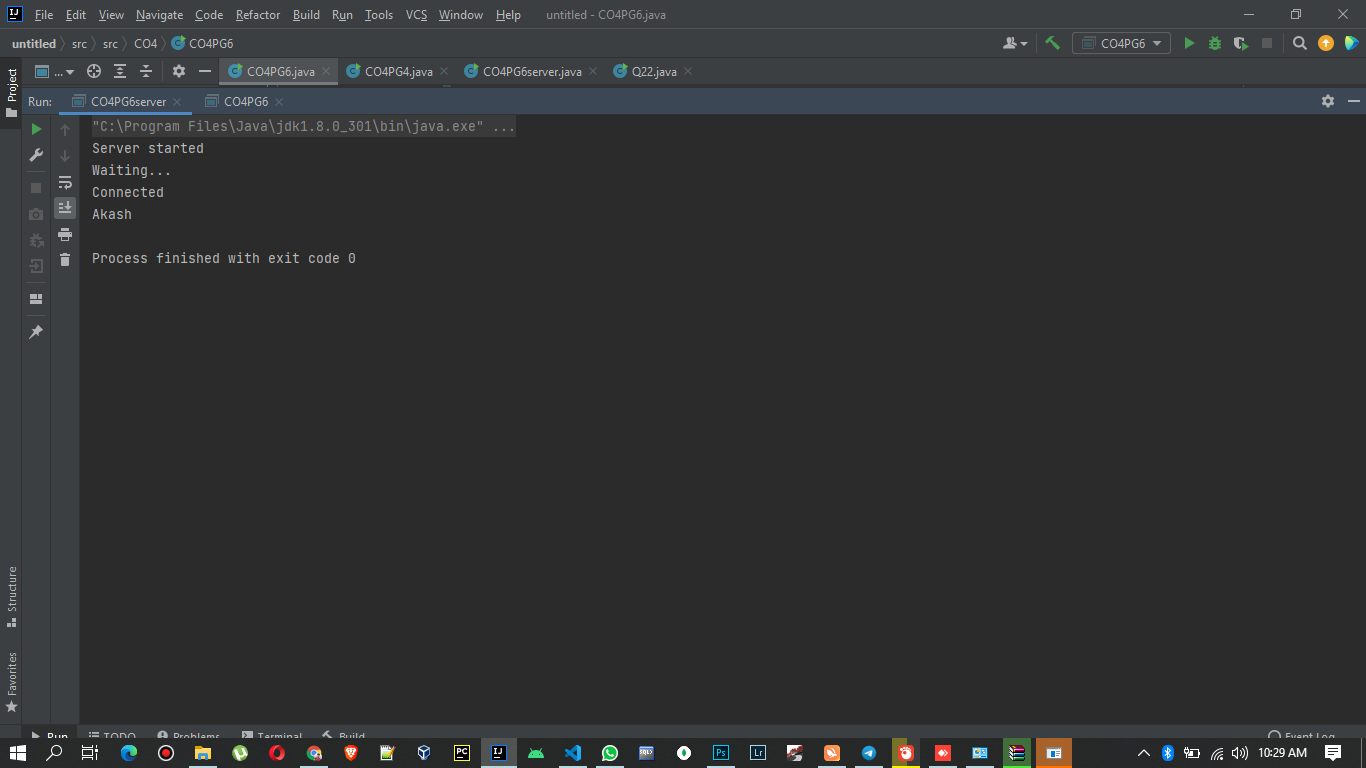 File Edit View Navigate Code Refactor Build Run Tools VCS Window Help untitled - CO4PG6.java
untitled src src CO4 CO4PG6 CO4PG6
Project ... CO4PG6.java CO4PG4.java CO4PG6server.java Q22.java
Run: CO4PG6server CO4PG6
"C:\Program Files\Java\jdk1.8.0_301\bin\java.exe" ...
Server started
Waiting...
Connected
Akash
Process finished with exit code 0
Structure
Favorites
Run TODO Problems Terminal Build Event Log
10:29 AM